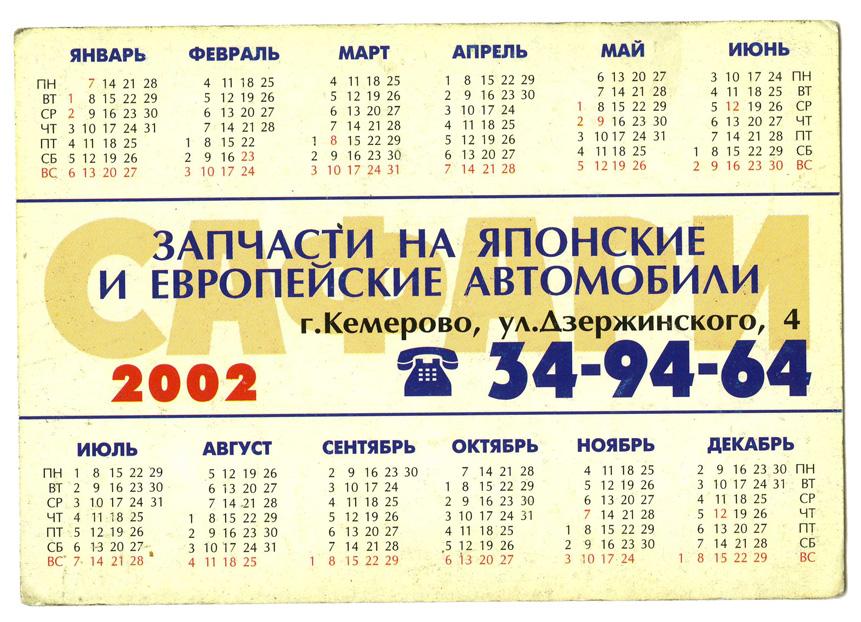 ЯНВАРЬ ФЕВРАЛЬ МАРТ АПРЕЛЬ МАЙ ИЮНЬ
ПН 7 14 21 28 4 11 18 25 4 11 18 25 1 8 15 22 29 6 13 20 27 3 10 17 24 ПН
ВТ 1 8 15 22 29 5 12 19 26 5 12 19 26 2 9 16 23 30 7 14 21 28 4 11 18 25 ВТ
СР 2 9 16 23 30 6 13 20 27 6 13 20 27 3 10 17 24 1 8 15 22 29 5 12 19 26 СР
ЧТ 3 10 17 24 31 7 14 21 28 7 14 21 28 4 11 18 25 2 9 16 23 30 6 13 20 27 ЧТ
ПТ 4 11 18 25 1 8 15 22 1 8 15 22 29 5 12 19 26 3 10 17 24 31 7 14 21 28 ПТ
СБ 5 12 19 26 2 9 16 23 2 9 16 23 30 6 13 20 27 4 11 18 25 1 8 15 22 29 СБ
ВС 6 13 20 27 3 10 17 24 3 10 17 24 31 7 14 21 28 5 12 19 26 2 9 16 23 30 ВС
САФАРИ
ЗАПЧАСТИ НА ЯПОНСКИЕ
И ЕВРОПЕЙСКИЕ АВТОМОБИЛИ
г.Кемерово, ул.Дзержинского, 4
2002 34-94-64
ИЮЛЬ АВГУСТ СЕНТЯБРЬ ОКТЯБРЬ НОЯБРЬ ДЕКАБРЬ
ПН 1 8 15 22 29 5 12 19 26 2 9 16 23 30 7 14 21 28 4 11 18 25 2 9 16 23 30 ПН
ВТ 2 9 16 23 30 6 13 20 27 3 10 17 24 1 8 15 22 29 5 12 19 26 3 10 17 24 31 ВТ
СР 3 10 17 24 31 7 14 21 28 4 11 18 25 2 9 16 23 30 6 13 20 27 4 11 18 25 СР
ЧТ 4 11 18 25 1 8 15 22 29 5 12 19 26 3 10 17 24 31 7 14 21 28 5 12 19 26 ЧТ
ПТ 5 12 19 26 2 9 16 23 30 6 13 20 27 4 11 18 25 1 8 15 22 29 6 13 20 27 ПТ
СБ 6 13 20 27 3 10 17 24 31 7 14 21 28 5 12 19 26 2 9 16 23 30 7 14 21 28 СБ
ВС 7 14 21 28 4 11 18 25 1 8 15 22 29 6 13 20 27 3 10 17 24 1 8 15 22 29 ВС